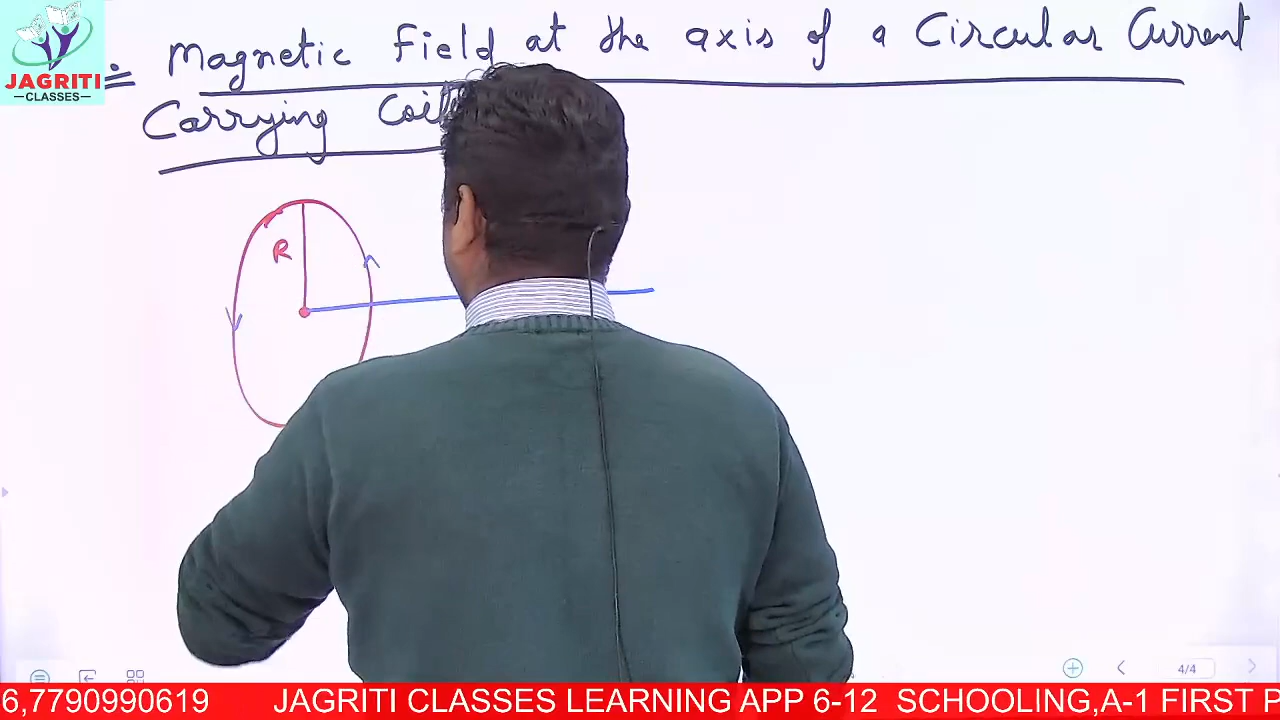 Magnetic Field at the axis of a Circular Current
Carrying Coil
JAGRITI
CLASSES
R
4/4
6,7790990619 JAGRITI CLASSES LEARNING APP 6-12 SCHOOLING,A-1 FIRST